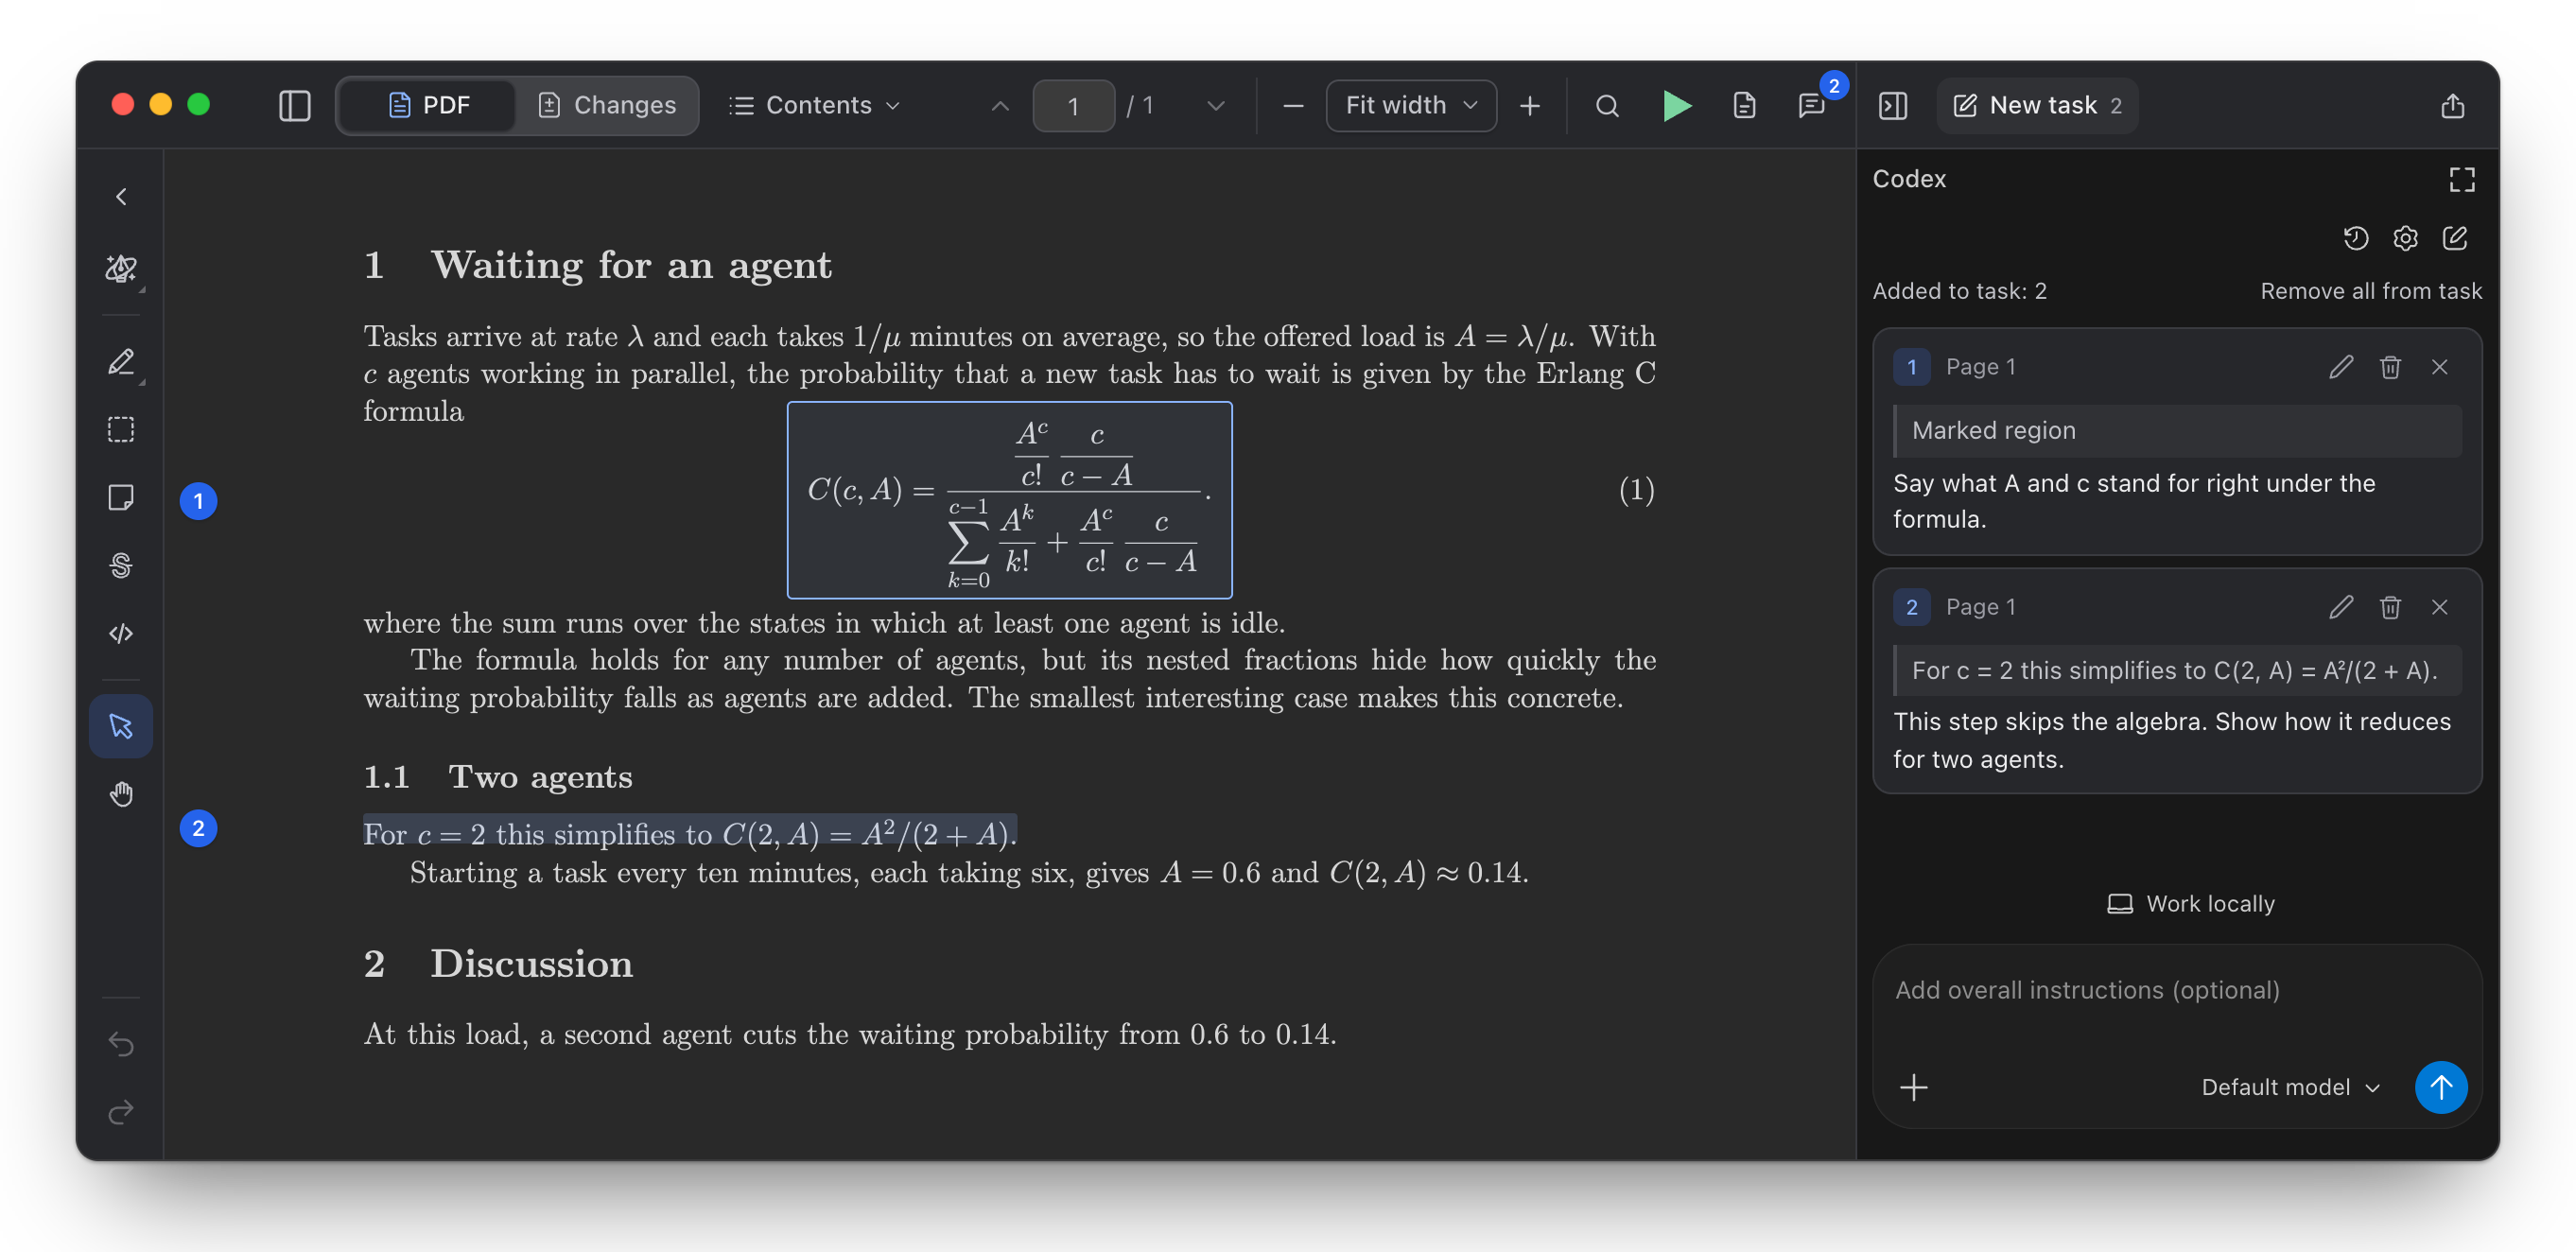 PDF
Changes
Contents
1 / 1
Fit width
2
New task 2
1 Waiting for an agent
Tasks arrive at rate λ and each takes 1/μ minutes on average, so the offered load is A = λ/μ. With
c agents working in parallel, the probability that a new task has to wait is given by the Erlang C
formula
1
C(c, A) = \frac{\frac{A^c}{c!} \frac{c}{c − A}}{\sum_{k=0}^{c−1} \frac{A^k}{k!} + \frac{A^c}{c!} \frac{c}{c − A}}. (1)
where the sum runs over the states in which at least one agent is idle.
The formula holds for any number of agents, but its nested fractions hide how quickly the
waiting probability falls as agents are added. The smallest interesting case makes this concrete.
1.1 Two agents
2
For c = 2 this simplifies to C(2, A) = A²/(2 + A).
Starting a task every ten minutes, each taking six, gives A = 0.6 and C(2, A) ≈ 0.14.
2 Discussion
At this load, a second agent cuts the waiting probability from 0.6 to 0.14.
Codex
Added to task: 2
Remove all from task
1 Page 1
Marked region
Say what A and c stand for right under the
formula.
2 Page 1
For c = 2 this simplifies to C(2, A) = A²/(2 + A).
This step skips the algebra. Show how it reduces
for two agents.
Work locally
Add overall instructions (optional)
Default model